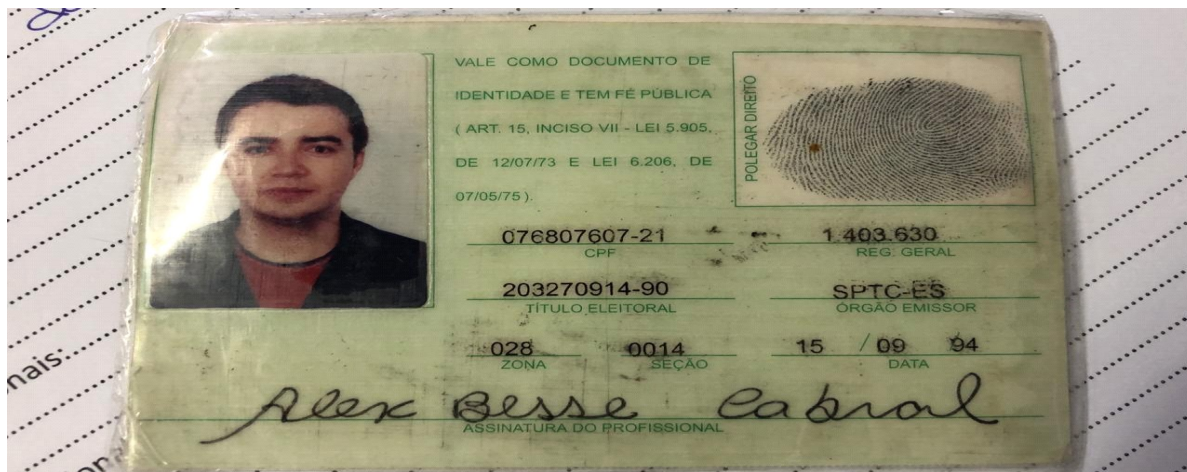 VALE COMO DOCUMENTO DE
IDENTIDADE E TEM FÉ PÚBLICA
( ART. 15, INCISO VII - LEI 5.905,
DE 12/07/73 E LEI 6.206, DE
07/05/75 ).
POLEGAR DIREITO
076807607-21
CPF
1.403.630
REG. GERAL
203270914-90
TÍTULO ELEITORAL
SPTC-ES
ÓRGÃO EMISSOR
028
ZONA
0014
SEÇÃO
15 / 09 94
DATA
Alex Besse Cabral
ASSINATURA DO PROFISSIONAL
nais: